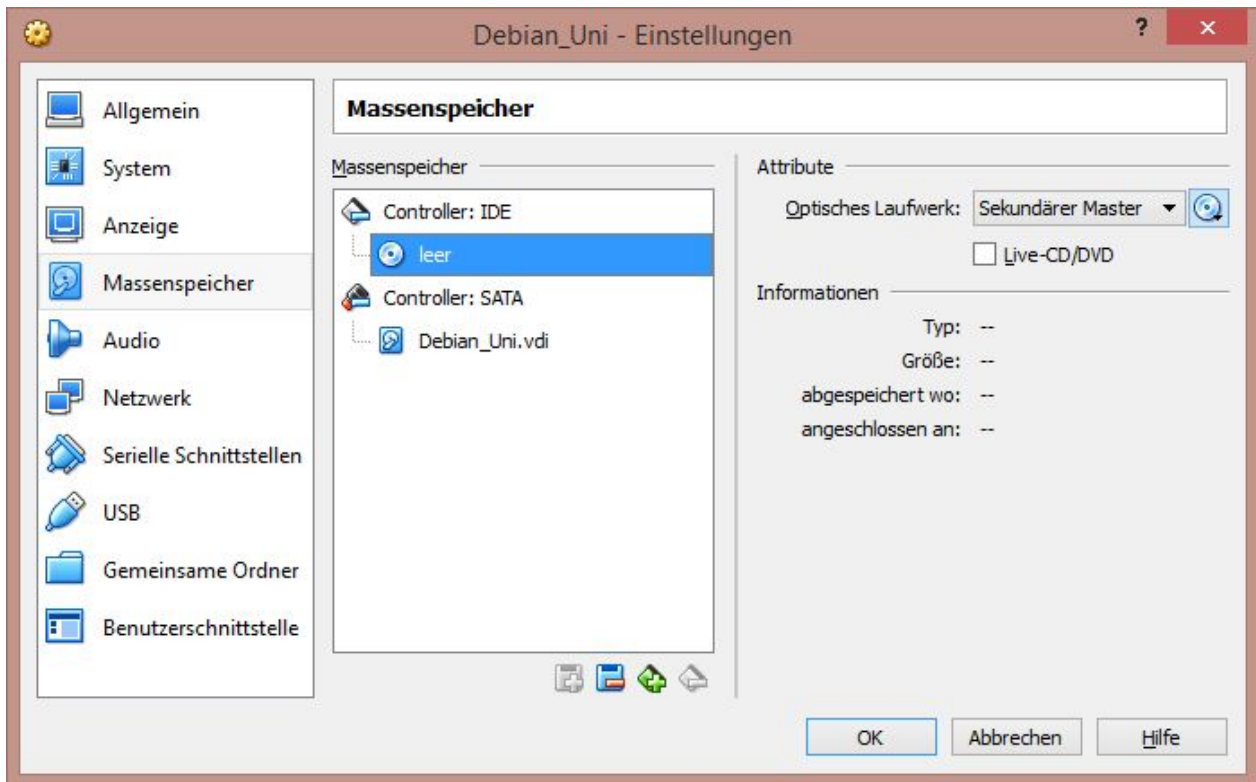 Debian_Uni - Einstellungen
?
×
Allgemein
System
Anzeige
Massenspeicher
Audio
Netzwerk
Serielle Schnittstellen
USB
Gemeinsame Ordner
Benutzerschnittstelle
Massenspeicher
Massenspeicher
Controller: IDE
leer
Controller: SATA
Debian_Uni.vdi
Attribute
Optisches Laufwerk: Sekundärer Master
Live-CD/DVD
Informationen
Typ: --
Größe: --
abgespeichert wo: --
angeschlossen an: --
OK Abbrechen Hilfe